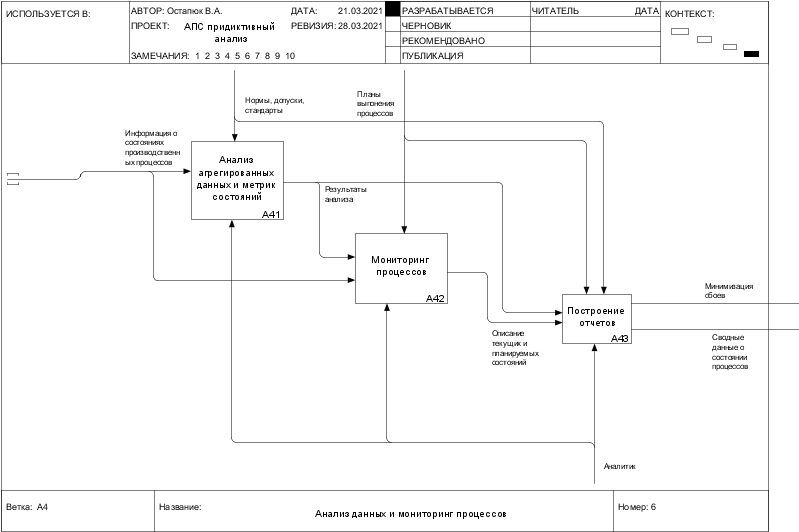 ИСПОЛЬЗУЕТСЯ В:
АВТОР: Остапюк В.А.
ДАТА: 21.03.2021
ПРОЕКТ: АПС придиктивный
анализ
РЕВИЗИЯ: 28.03.2021
ЗАМЕЧАНИЯ: 1 2 3 4 5 6 7 8 9 10
РАЗРАБАТЫВАЕТСЯ
ЧЕРНОВИК
РЕКОМЕНДОВАНО
ПУБЛИКАЦИЯ
ЧИТАТЕЛЬ ДАТА
КОНТЕКСТ:
Нормы, допуски,
стандарты
Планы
выпонения
процессов
Информация о
состояниях
производственн
ых процессов
Анализ
агрегированных
данных и метрик
состояний
A41
Результаты
анализа
Мониторинг
процессов
A42
Построение
отчетов
A43
Минимизация
сбоев
Сводные
данные о
состоянии
процессов
Описание
текущих и
планируемых
состояний
Аналитик
Ветка: A4
Название:
Анализ данных и мониторинг процессов
Номер: 6